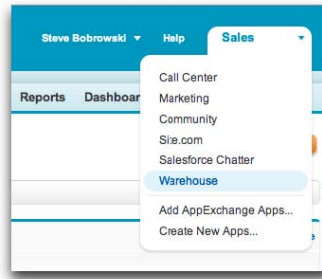 Steve Bobrowski Help Sales
Call Center
Reports Dashboar Marketing
Community
Site.com
Salesforce Chatter
Warehouse
Add AppExchange Apps...
Create New Apps...